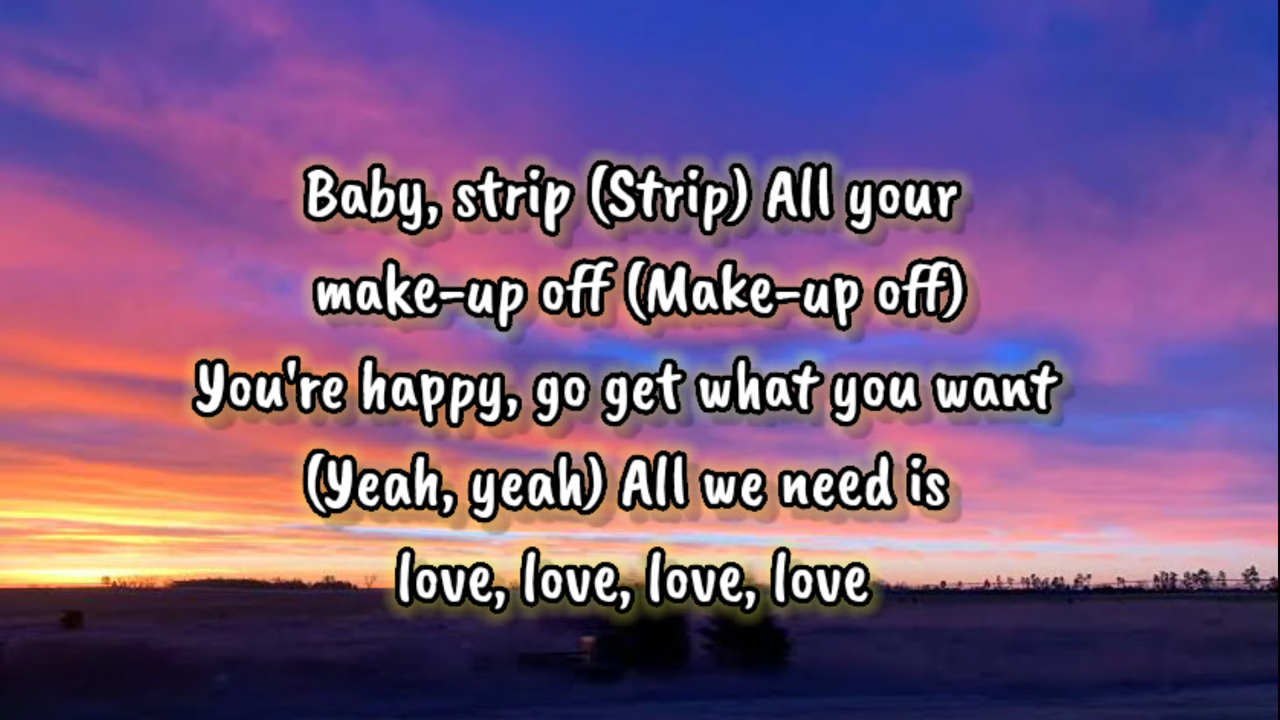 Baby, strip (Strip) All your
make-up off (Make-up off)
You're happy, go get what you want
(Yeah, yeah) All we need is
love, love, love, love